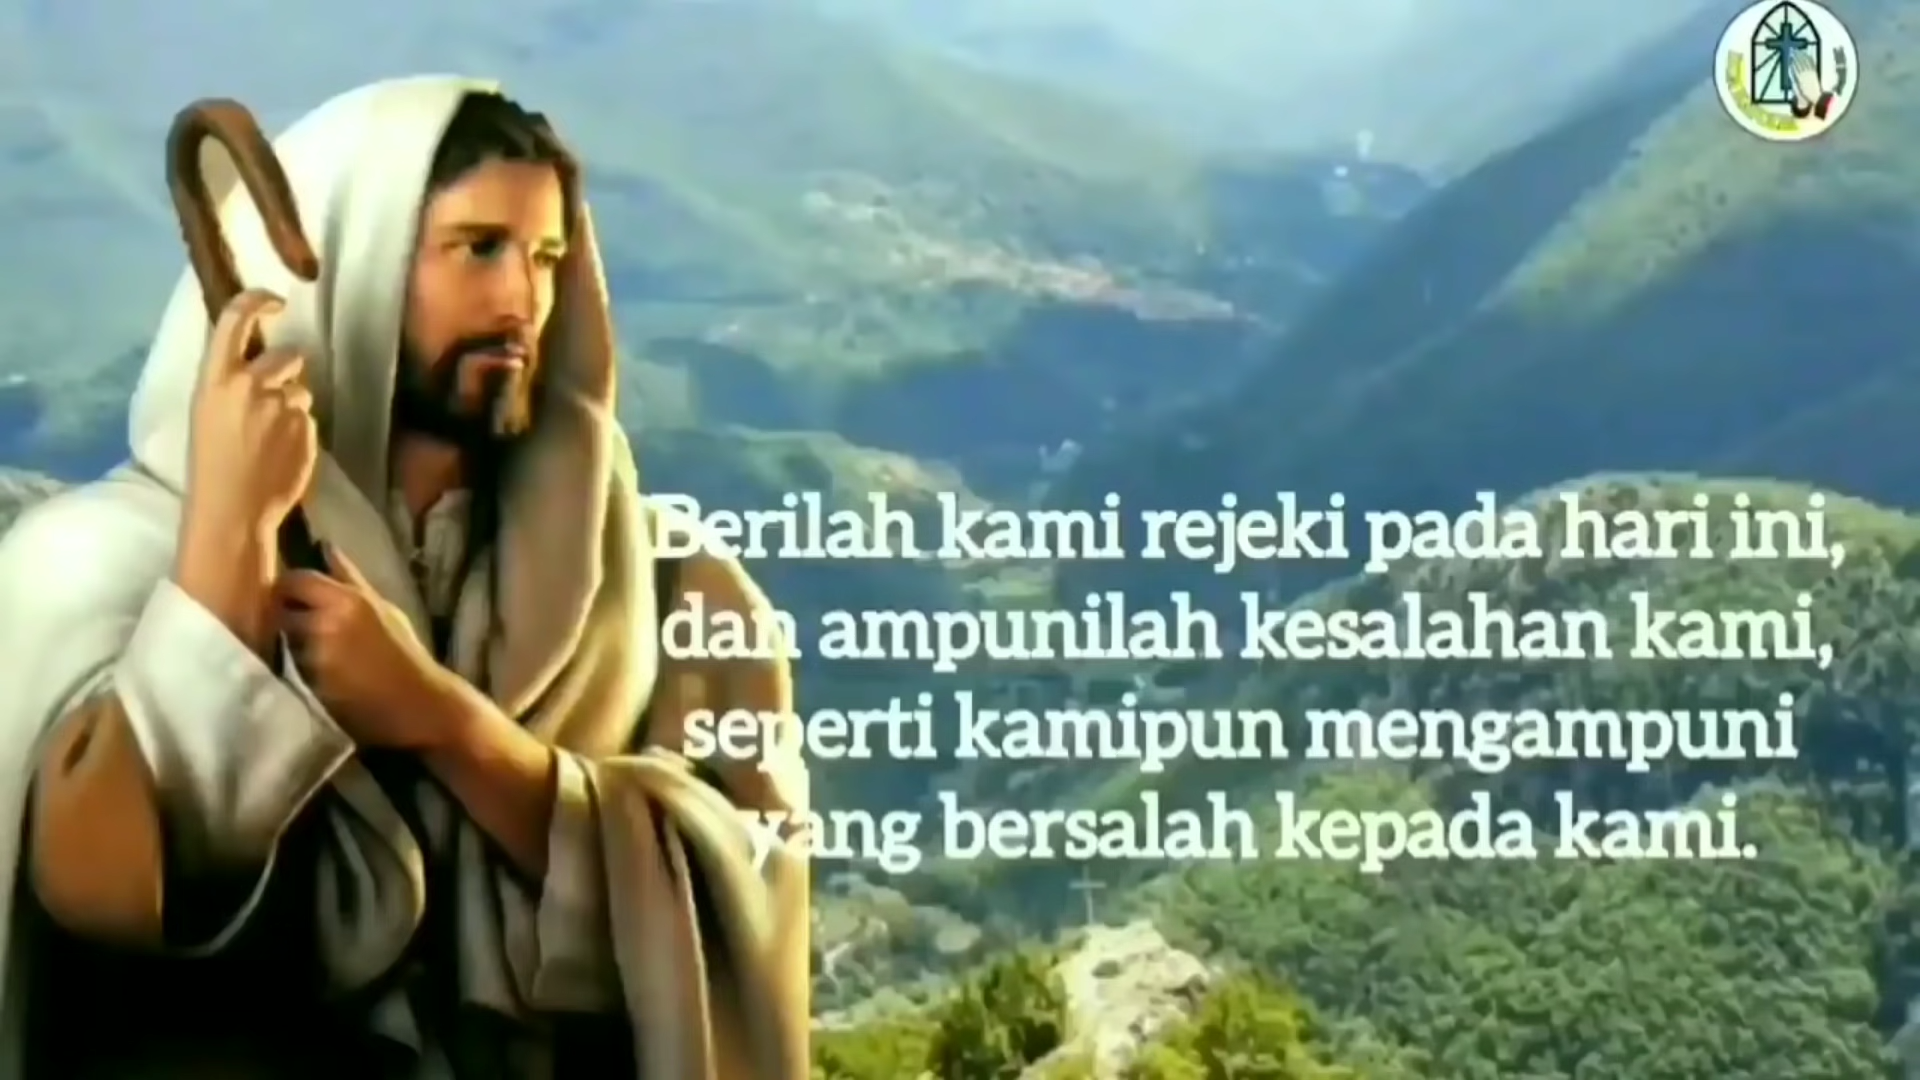 Berilah kami rejeki pada hari ini,
dan ampunilah kesalahan kami,
seperti kamipun mengampuni
yang bersalah kepada kami.